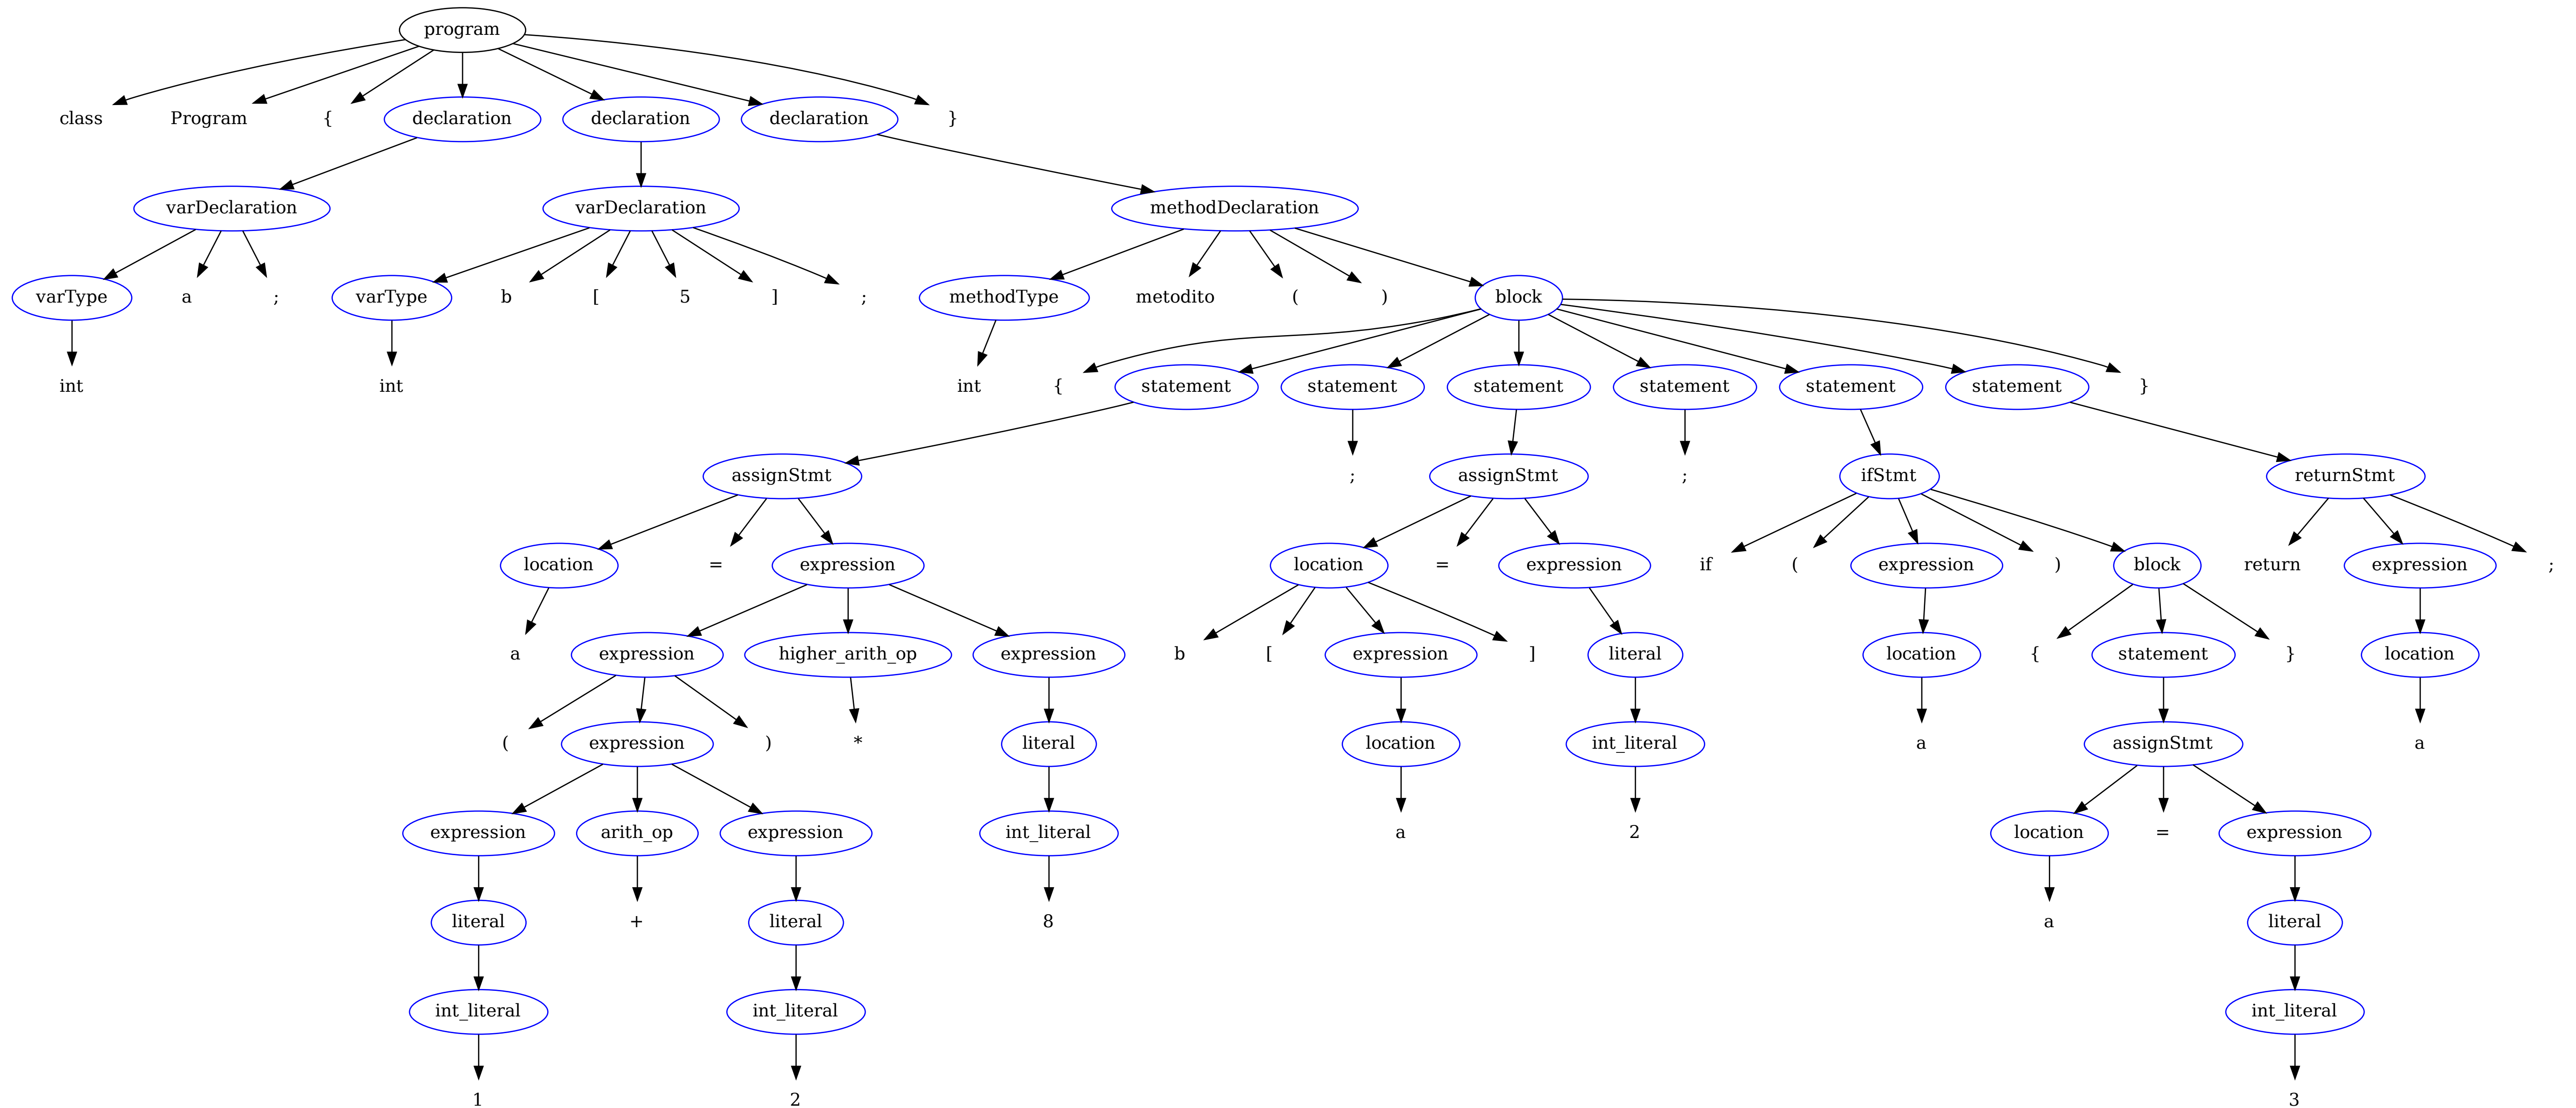 program
class Program { declaration declaration declaration }
varDeclaration varDeclaration methodDeclaration
varType a ; varType b [ 5 ] ; methodType metodito ( ) block
int int int { statement statement statement statement statement statement }
assignStmt ; assignStmt ; ifStmt returnStmt
location = expression location = expression if ( expression ) block return expression ;
a expression higher_arith_op expression b [ expression ] literal location { statement } location
( expression ) * literal location int_literal a assignStmt a
expression arith_op expression int_literal a 2 location = expression
literal + literal 8 a literal
int_literal int_literal int_literal
1 2 3